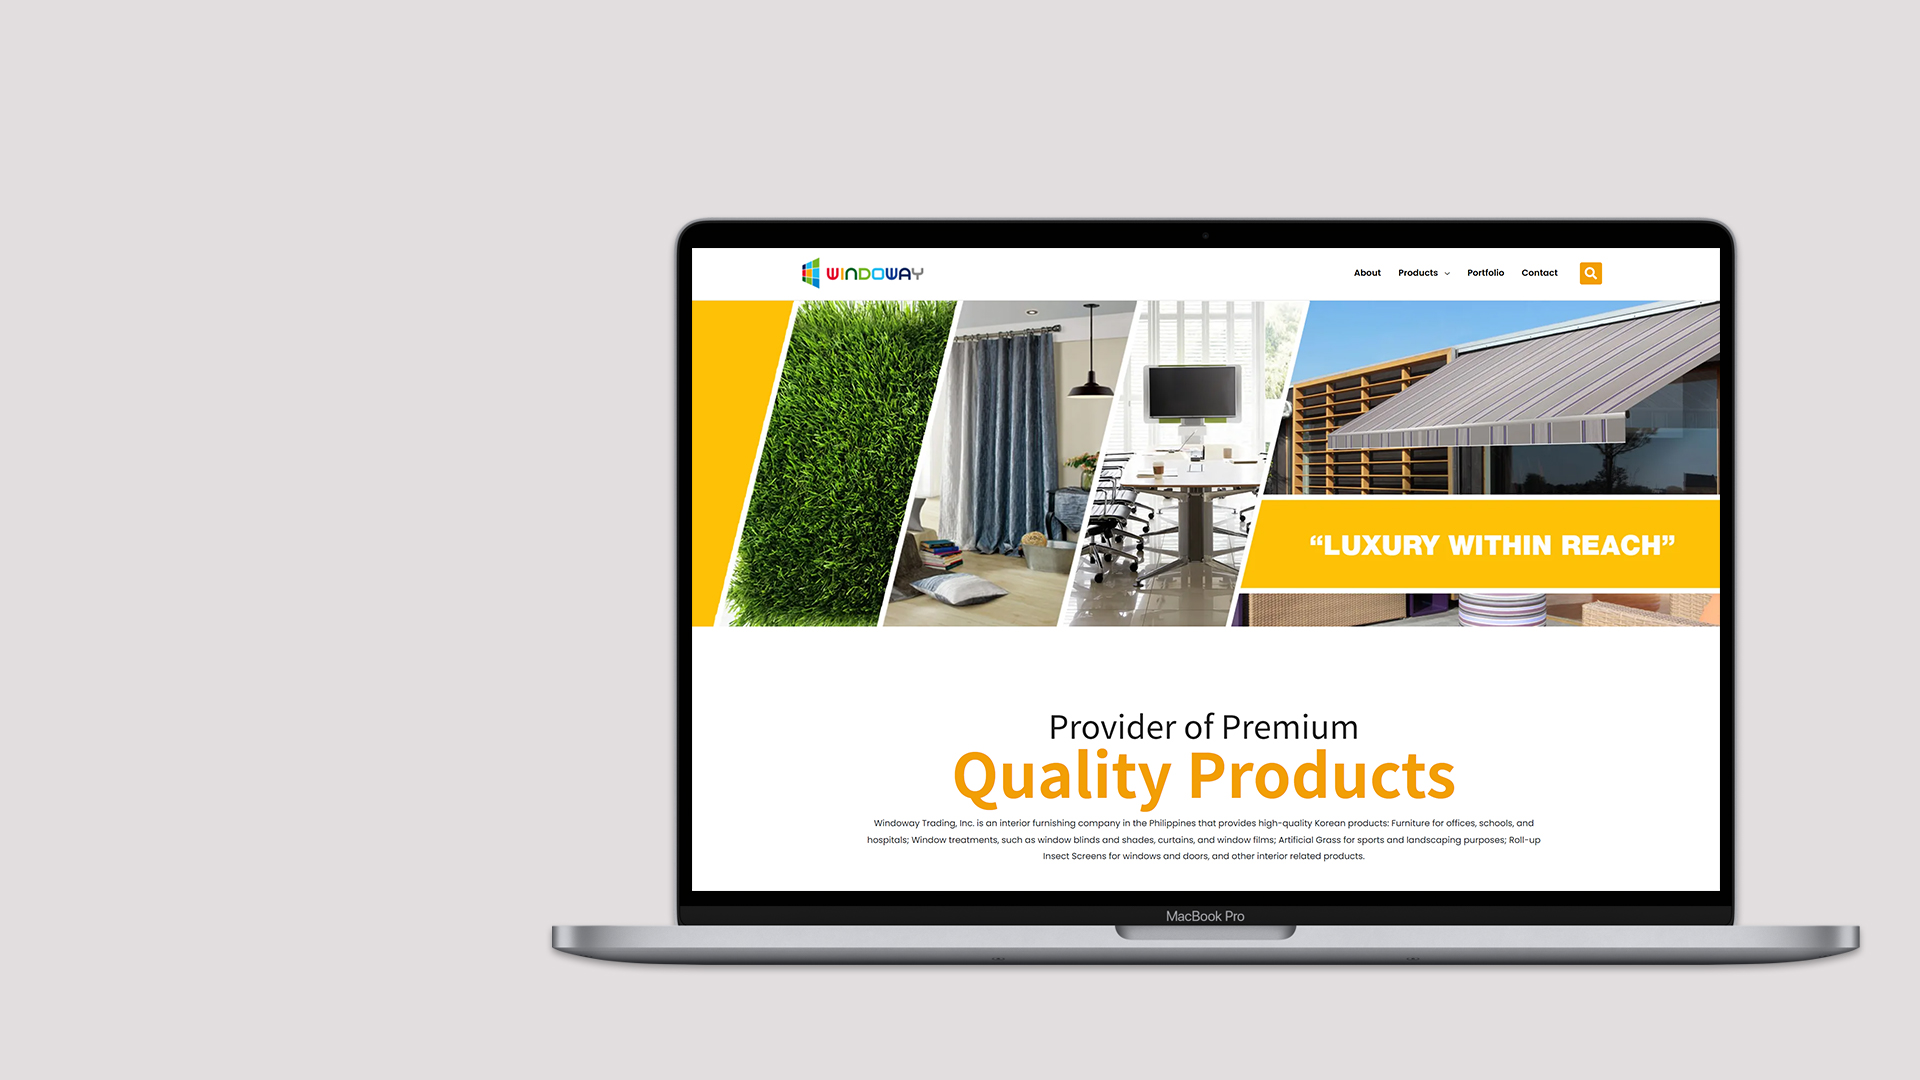 WINDOWAY
About Products Portfolio Contact
“LUXURY WITHIN REACH”
Provider of Premium
Quality Products
Windoway Trading, Inc. is an interior furnishing company in the Philippines that provides high-quality Korean products: Furniture for offices, schools, and
hospitals; Window treatments, such as window blinds and shades, curtains, and window films; Artificial Grass for sports and landscaping purposes; Roll-up
Insect Screens for windows and doors, and other interior related products.
MacBook Pro